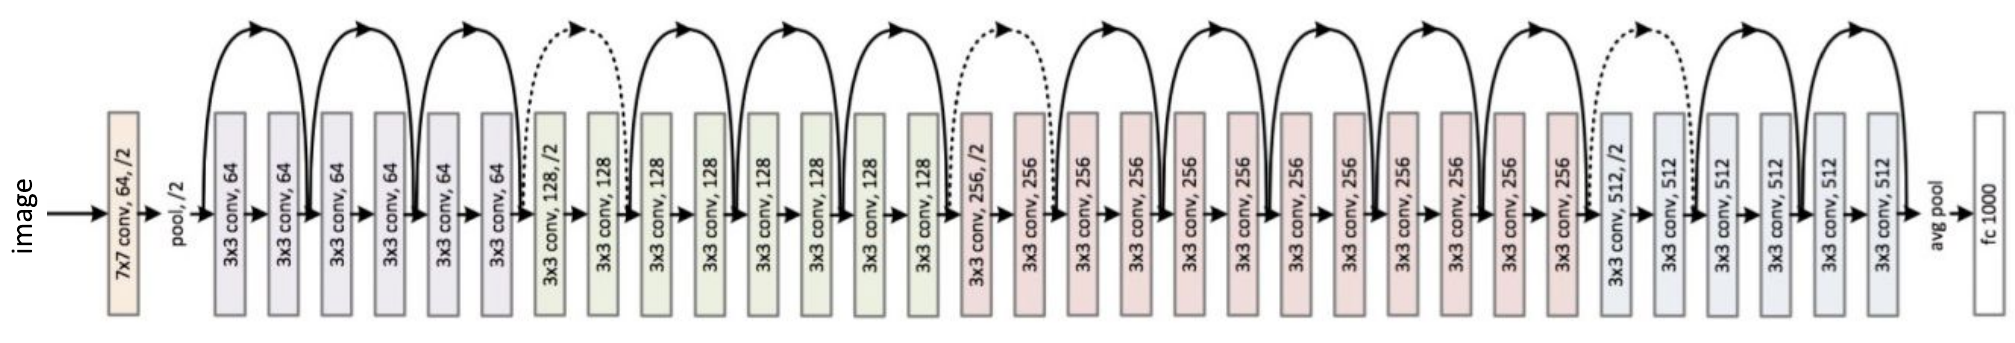 image
7x7 conv, 64, /2
pool, /2
3x3 conv, 64
3x3 conv, 64
3x3 conv, 64
3x3 conv, 64
3x3 conv, 64
3x3 conv, 64
3x3 conv, 128, /2
3x3 conv, 128
3x3 conv, 128
3x3 conv, 128
3x3 conv, 128
3x3 conv, 128
3x3 conv, 128
3x3 conv, 128
3x3 conv, 256, /2
3x3 conv, 256
3x3 conv, 256
3x3 conv, 256
3x3 conv, 256
3x3 conv, 256
3x3 conv, 256
3x3 conv, 256
3x3 conv, 256
3x3 conv, 256
3x3 conv, 256
3x3 conv, 256
3x3 conv, 512, /2
3x3 conv, 512
3x3 conv, 512
3x3 conv, 512
3x3 conv, 512
3x3 conv, 512
avg pool
fc 1000